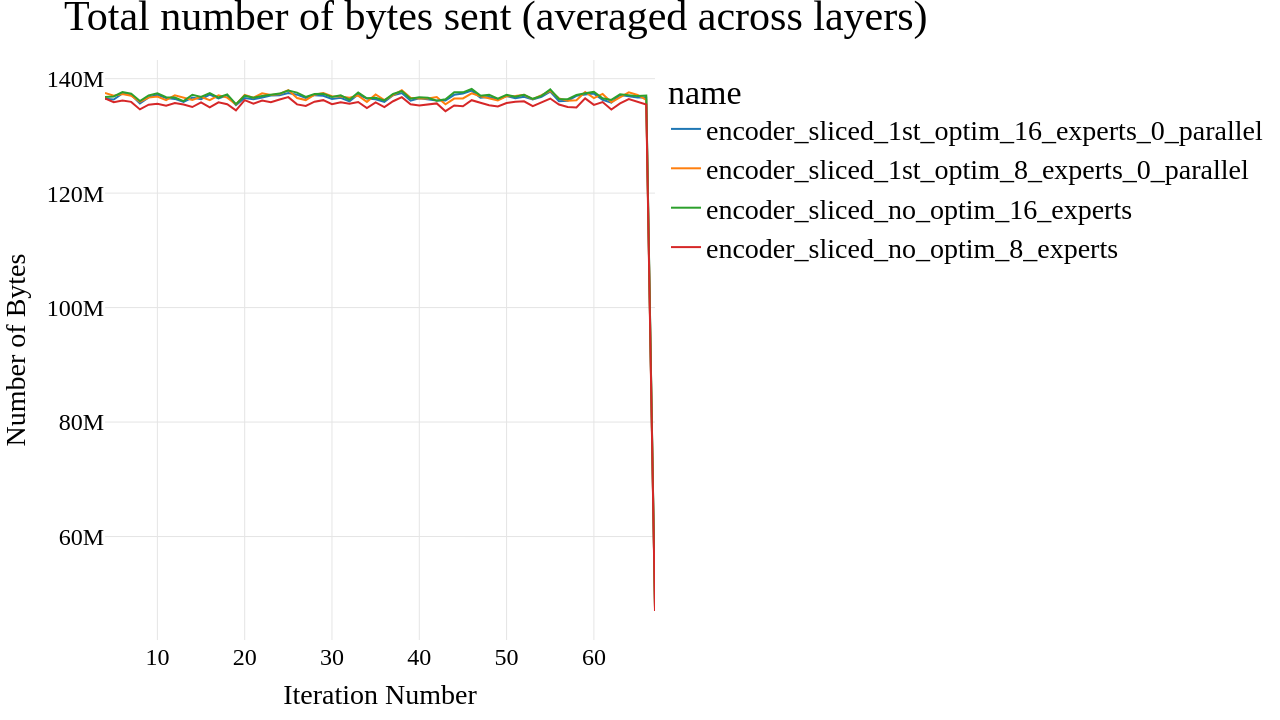 Total number of bytes sent (averaged across layers)
140M
120M
100M
80M
60M
Number of Bytes
10 20 30 40 50 60
Iteration Number
name
encoder_sliced_1st_optim_16_experts_0_parallel
encoder_sliced_1st_optim_8_experts_0_parallel
encoder_sliced_no_optim_16_experts
encoder_sliced_no_optim_8_experts